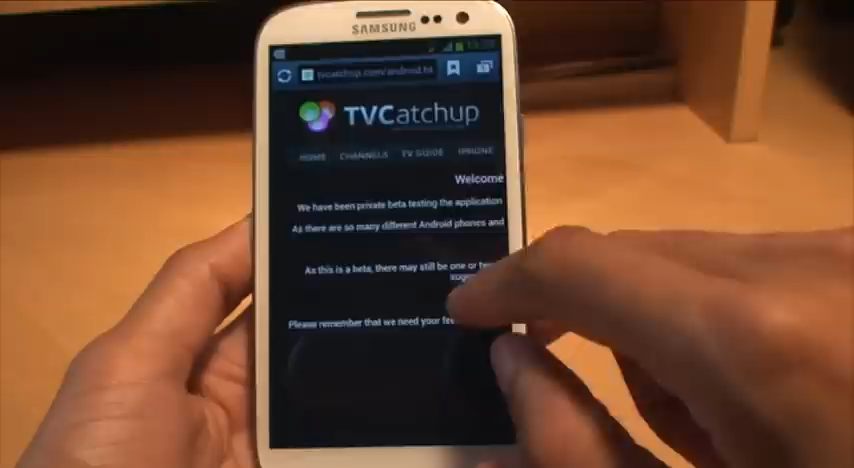 SAMSUNG
tvcatchup.com/android.ht
TVCatchup
HOME CHANNELS TV GUIDE IPHONE
Welcome
We have been private beta testing the application
As there are so many different Android phones and
As this is a beta, there may still be one or
Please remember that we need your